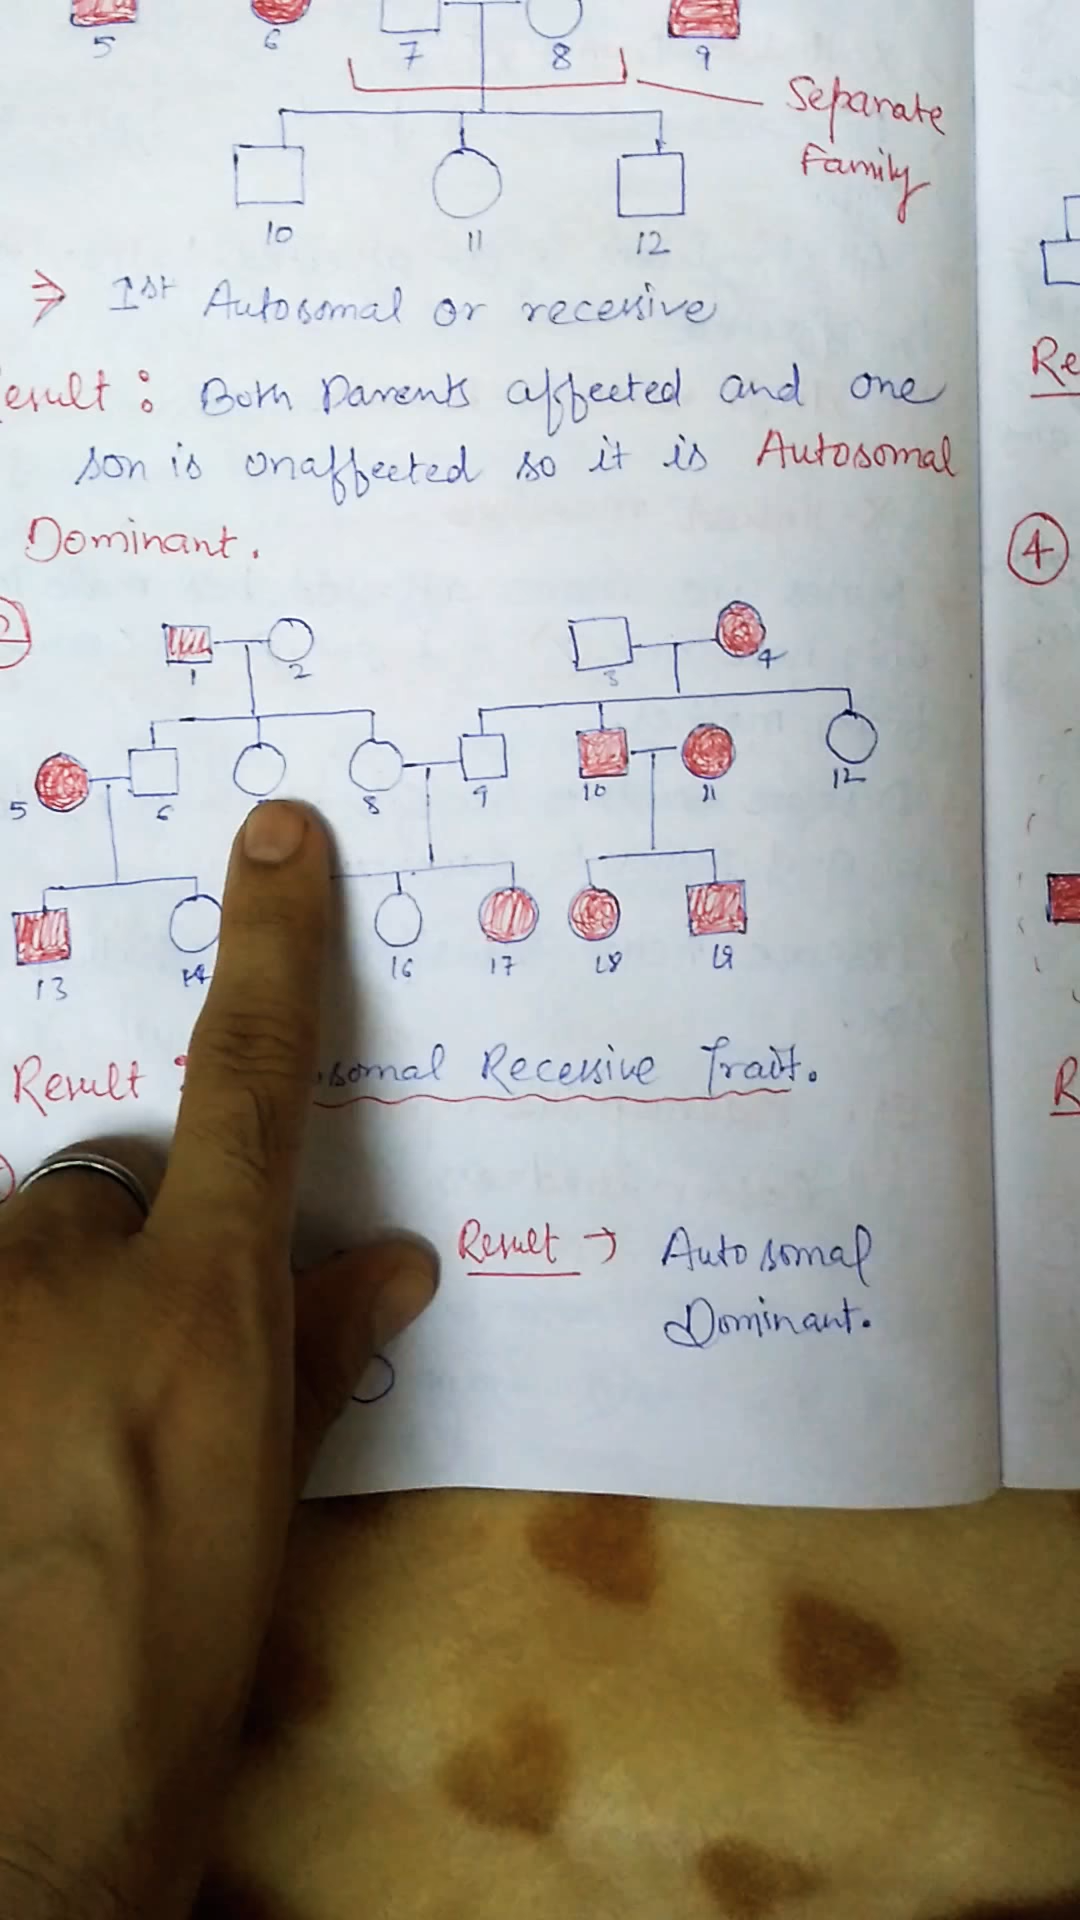 5 6 7 8 9
Separate
Family
10 11 12
⇒ 1st Autosomal or recessive
esult : Both Parents affected and one
son is unaffected so it is Autosomal
Dominant.
1 2 3 4
5 6 8 9 10 11 12
13 14 16 17 18 19
Result : somal Recessive Trait.
Result → Autosomal
Dominant.
Re
4
R